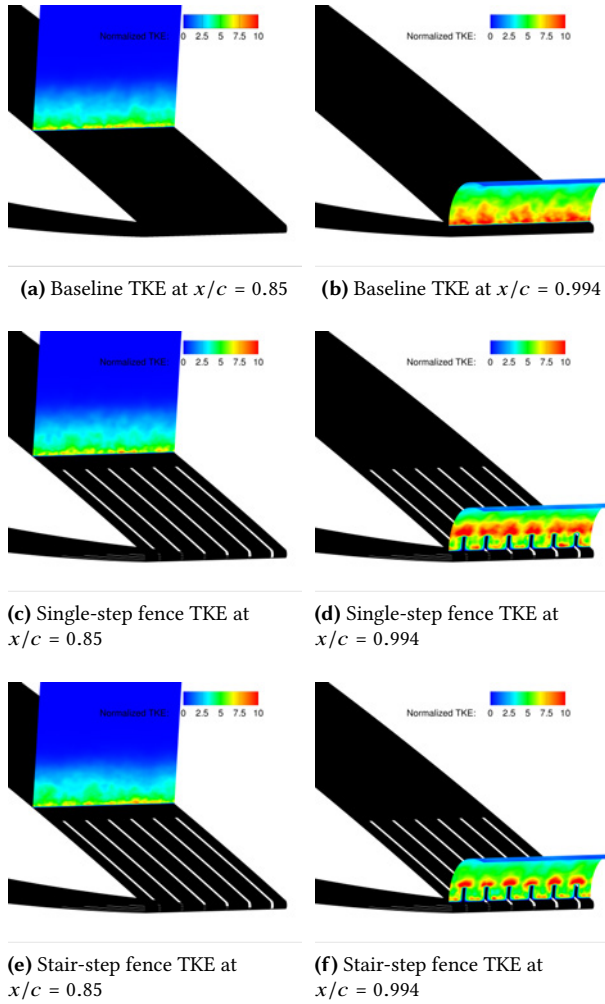 Normalized TKE: 0 2.5 5 7.5 10
Normalized TKE: 0 2.5 5 7.5 10
(a) Baseline TKE at x/c = 0.85
(b) Baseline TKE at x/c = 0.994
Normalized TKE: 0 2.5 5 7.5 10
Normalized TKE: 0 2.5 5 7.5 10
(c) Single-step fence TKE at
x/c = 0.85
(d) Single-step fence TKE at
x/c = 0.994
Normalized TKE: 0 2.5 5 7.5 10
Normalized TKE: 0 2.5 5 7.5 10
(e) Stair-step fence TKE at
x/c = 0.85
(f) Stair-step fence TKE at
x/c = 0.994